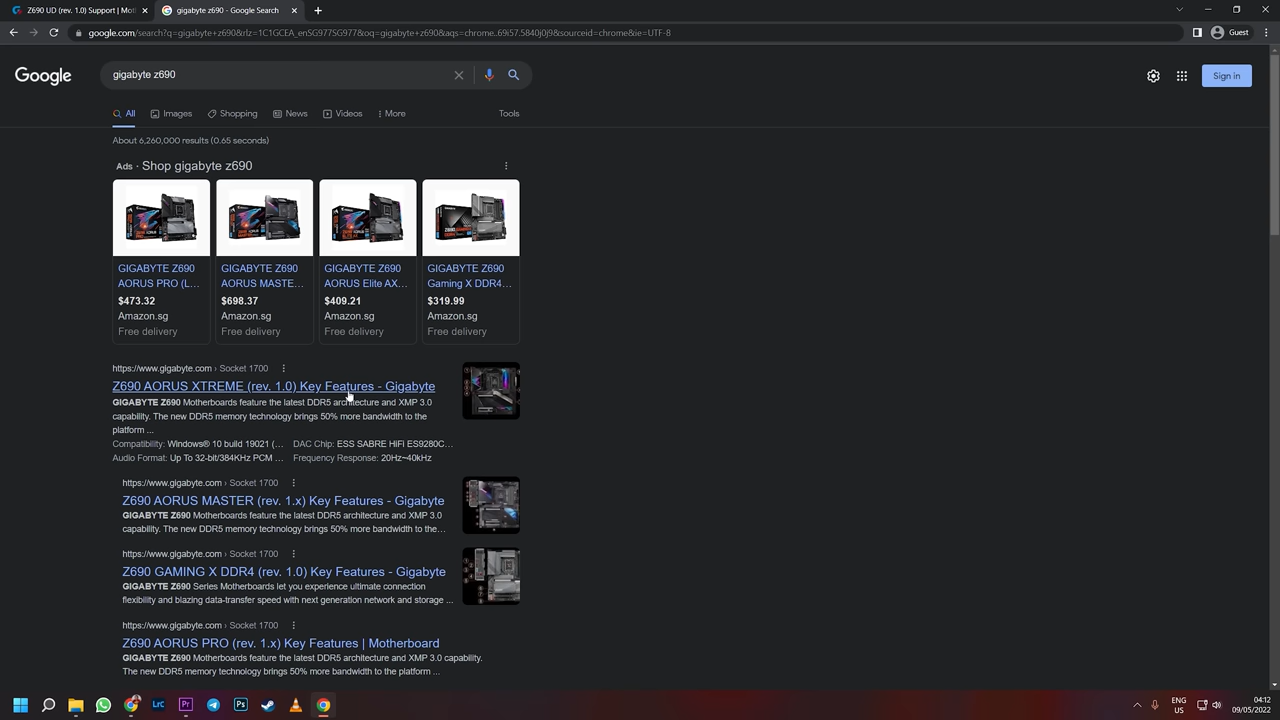 Z690 UD (rev. 1.0) Support | Mot
gigabyte z690 - Google Search
google.com/search?q=gigabyte+z690&rlz=1C1GCEA_enSG977SG977&oq=gigabyte+z690&aqs=chrome..69i57.5840j0j9&sourceid=chrome&ie=UTF-8
Guest
Google
gigabyte z690
Sign in
All
Images
Shopping
News
Videos
More
Tools
About 6,260,000 results (0.65 seconds)
Ads · Shop gigabyte z690
GIGABYTE Z690
AORUS PRO (L...
$473.32
Amazon.sg
Free delivery
GIGABYTE Z690
AORUS MASTE...
$698.37
Amazon.sg
Free delivery
GIGABYTE Z690
AORUS Elite AX...
$409.21
Amazon.sg
Free delivery
GIGABYTE Z690
Gaming X DDR4...
$319.99
Amazon.sg
Free delivery
https://www.gigabyte.com › Socket 1700
Z690 AORUS XTREME (rev. 1.0) Key Features - Gigabyte
GIGABYTE Z690 Motherboards feature the latest DDR5 architecture and XMP 3.0
capability. The new DDR5 memory technology brings 50% more bandwidth to the
platform ...
Compatibility: Windows® 10 build 19021 (... DAC Chip: ESS SABRE HiFi ES9280C...
Audio Format: Up To 32-bit/384KHz PCM ... Frequency Response: 20Hz~40kHz
https://www.gigabyte.com › Socket 1700
Z690 AORUS MASTER (rev. 1.x) Key Features - Gigabyte
GIGABYTE Z690 Motherboards feature the latest DDR5 architecture and XMP 3.0
capability. The new DDR5 memory technology brings 50% more bandwidth to the...
https://www.gigabyte.com › Socket 1700
Z690 GAMING X DDR4 (rev. 1.0) Key Features - Gigabyte
GIGABYTE Z690 Series Motherboards let you experience ultimate connection
flexibility and blazing data-transfer speed with next generation network and storage ...
https://www.gigabyte.com › Socket 1700
Z690 AORUS PRO (rev. 1.x) Key Features | Motherboard
GIGABYTE Z690 Motherboards feature the latest DDR5 architecture and XMP 3.0 capability.
The new DDR5 memory technology brings 50% more bandwidth to the platform ...
Lrc
Pr
Ps
ENG
US
04:12
09/05/2022